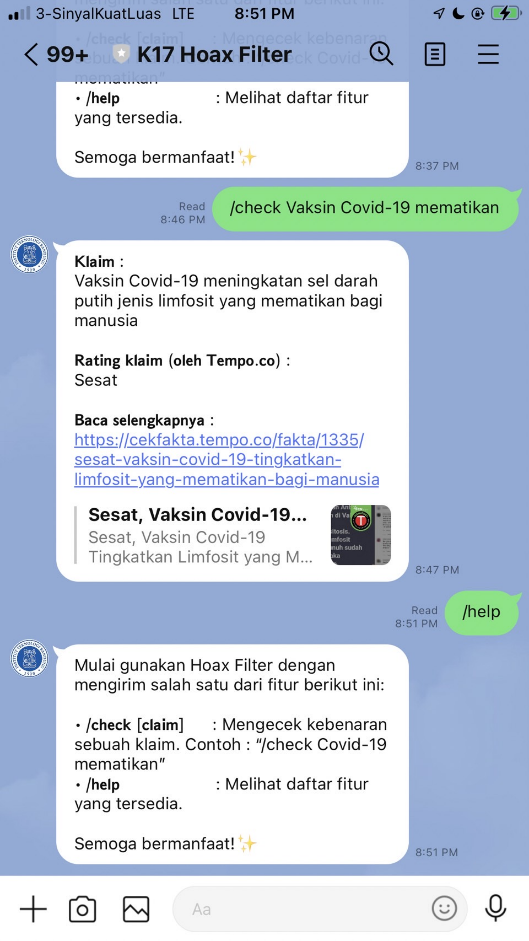 3-SinyalKuatLuas LTE 8:51 PM
99+ K17 Hoax Filter
mematikan"
• /help : Melihat daftar fitur
yang tersedia.
Semoga bermanfaat!✨
8:37 PM
Read
8:46 PM
/check Vaksin Covid-19 mematikan
Klaim :
Vaksin Covid-19 meningkatan sel darah
putih jenis limfosit yang mematikan bagi
manusia
Rating klaim (oleh Tempo.co) :
Sesat
Baca selengkapnya :
https://cekfakta.tempo.co/fakta/1335/
sesat-vaksin-covid-19-tingkatkan-
limfosit-yang-mematikan-bagi-manusia
Sesat, Vaksin Covid-19...
Sesat, Vaksin Covid-19
Tingkatkan Limfosit yang M...
8:47 PM
Read
8:51 PM
/help
Mulai gunakan Hoax Filter dengan
mengirim salah satu dari fitur berikut ini:
• /check [claim] : Mengecek kebenaran
sebuah klaim. Contoh : “/check Covid-19
mematikan”
• /help : Melihat daftar fitur
yang tersedia.
Semoga bermanfaat!✨
8:51 PM
Aa